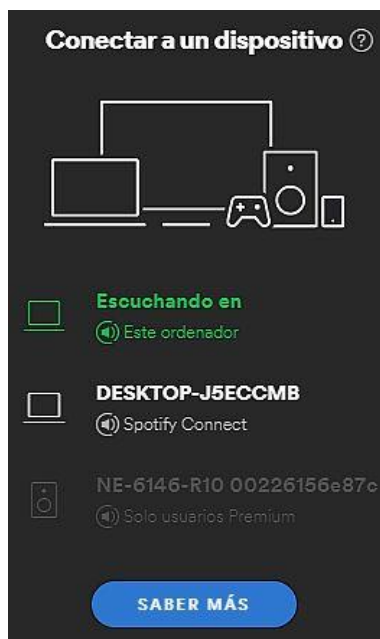 Conectar a un dispositivo ?
Escuchando en
Este ordenador
DESKTOP-J5ECCMB
Spotify Connect
NE-6146-R10 00226156e87c
Solo usuarios Premium
SABER MÁS